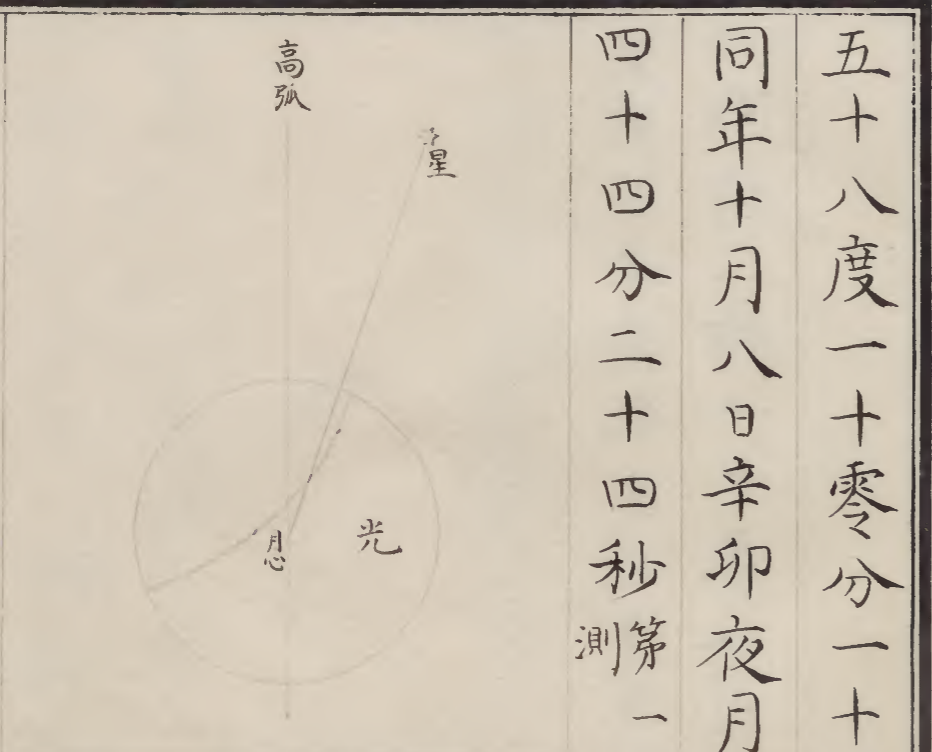 五十八度一十零分一十
同年十月八日辛卯夜月
四十四分二十四秒第一
測
星
高弧
光
月心